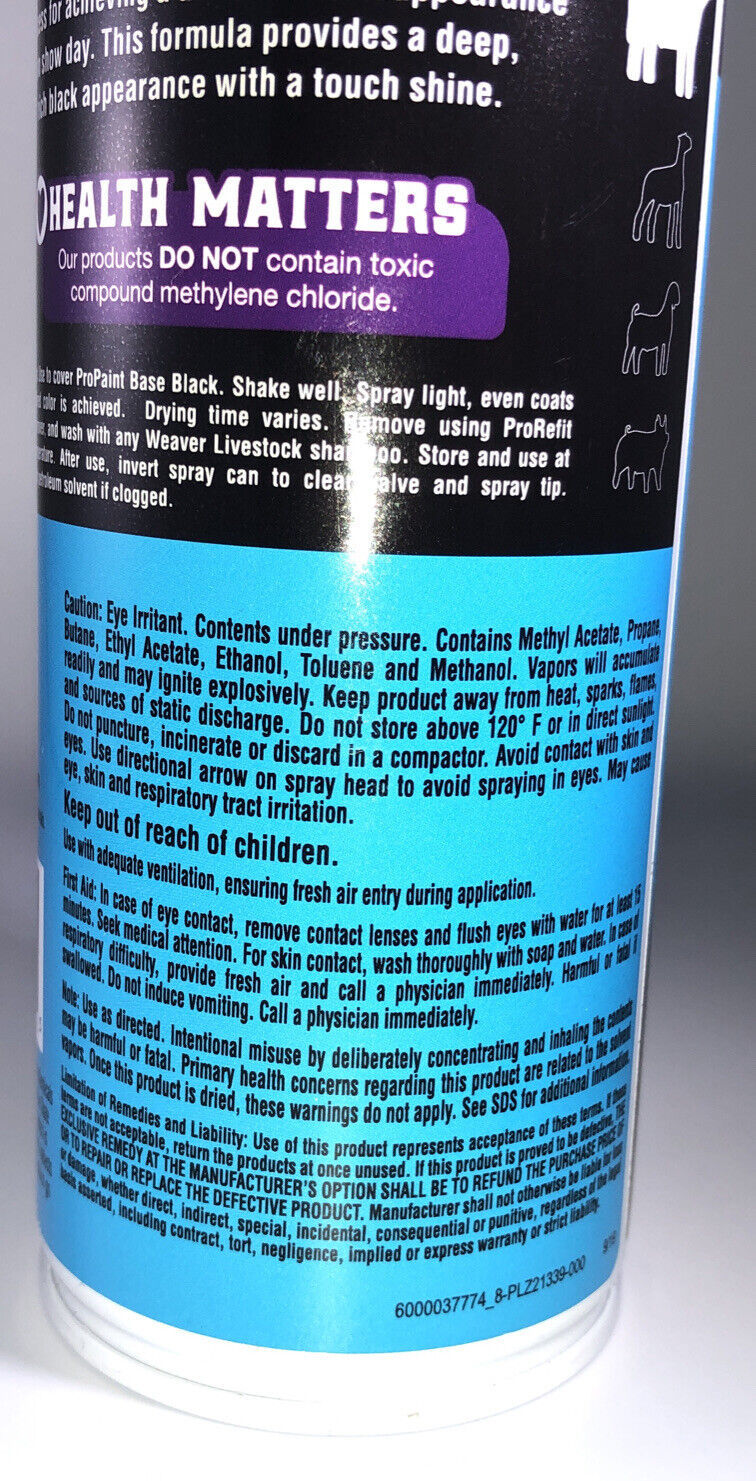 for achieving a appearance
show day. This formula provides a deep,
black appearance with a touch shine.
HEALTH MATTERS
Our products DO NOT contain toxic
compound methylene chloride.
to cover ProPaint Base Black. Shake well. Spray light, even coats
color is achieved. Drying time varies. Remove using ProRefit
and wash with any Weaver Livestock shampoo. Store and use at
After use, invert spray can to clear valve and spray tip.
solvent if clogged.
Caution: Eye Irritant. Contents under pressure. Contains Methyl Acetate, Propane,
Butane, Ethyl Acetate, Ethanol, Toluene and Methanol. Vapors will accumulate
readily and may ignite explosively. Keep product away from heat, sparks, flames,
and sources of static discharge. Do not store above 120° F or in direct sunlight.
Do not puncture, incinerate or discard in a compactor. Avoid contact with skin and
eyes. Use directional arrow on spray head to avoid spraying in eyes. May cause
eye, skin and respiratory tract irritation.
Keep out of reach of children.
Use with adequate ventilation, ensuring fresh air entry during application.
First Aid: In case of eye contact, remove contact lenses and flush eyes with water for at least 15
minutes. Seek medical attention. For skin contact, wash thoroughly with soap and water. In case of
respiratory difficulty, provide fresh air and call a physician immediately. Harmful or fatal if
swallowed. Do not induce vomiting. Call a physician immediately.
Note: Use as directed. Intentional misuse by deliberately concentrating and inhaling the contents
may be harmful or fatal. Primary health concerns regarding this product are related to the solvent
vapors. Once this product is dried, these warnings do not apply. See SDS for additional information.
Limitation of Remedies and Liability: Use of this product represents acceptance of these terms. If these
terms are not acceptable, return the products at once unused. If this product is proved to be defective, THE
EXCLUSIVE REMEDY AT THE MANUFACTURER'S OPTION SHALL BE TO REFUND THE PURCHASE PRICE OF
OR TO REPAIR OR REPLACE THE DEFECTIVE PRODUCT. Manufacturer shall not otherwise be liable for loss
or damage, whether direct, indirect, special, incidental, consequential or punitive, regardless of the legal
basis asserted, including contract, tort, negligence, implied or express warranty or strict liability.
6000037774_8-PLZ21339-000 9/19